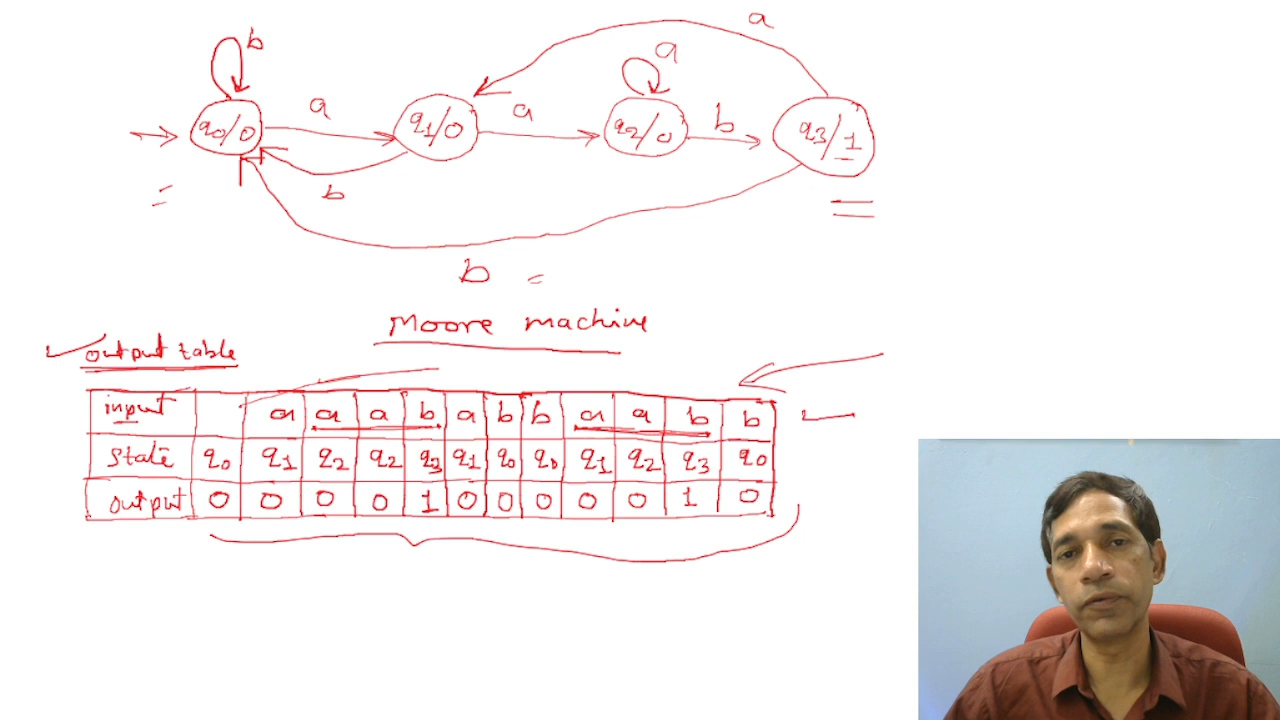 a
b
a
a
a
q0/0
q1/0
q2/0
b
q3/1
b
b =
Moore machine
output table
input a a a b a b b a a b b
state q0 q1 q2 q2 q3 q1 q0 q0 q1 q2 q3 q0
output 0 0 0 0 1 0 0 0 0 0 1 0